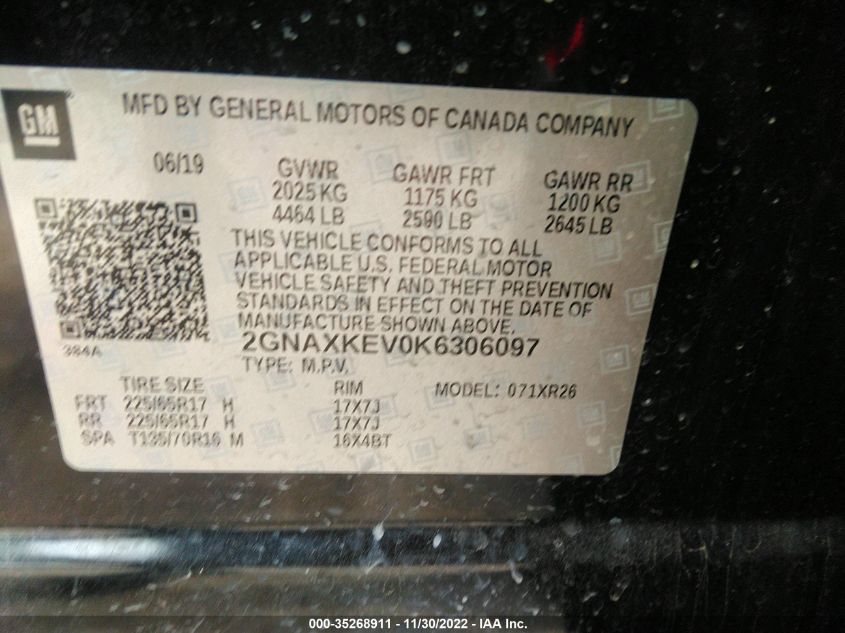 GM
MFD BY GENERAL MOTORS OF CANADA COMPANY
06/19 GVWR GAWR FRT GAWR RR
2025 KG 1175 KG 1200 KG
4464 LB 2590 LB 2645 LB
THIS VEHICLE CONFORMS TO ALL
APPLICABLE U.S. FEDERAL MOTOR
VEHICLE SAFETY AND THEFT PREVENTION
STANDARDS IN EFFECT ON THE DATE OF
MANUFACTURE SHOWN ABOVE.
384A
2GNAXKEV0K6306097
TYPE: M.P.V.
TIRE SIZE RIM MODEL: 071XR26
FRT 225/65R17 H 17X7J
RR 225/65R17 H 17X7J
SPA T135/70R16 M 16X4BT
000-35268911 - 11/30/2022 - IAA Inc.